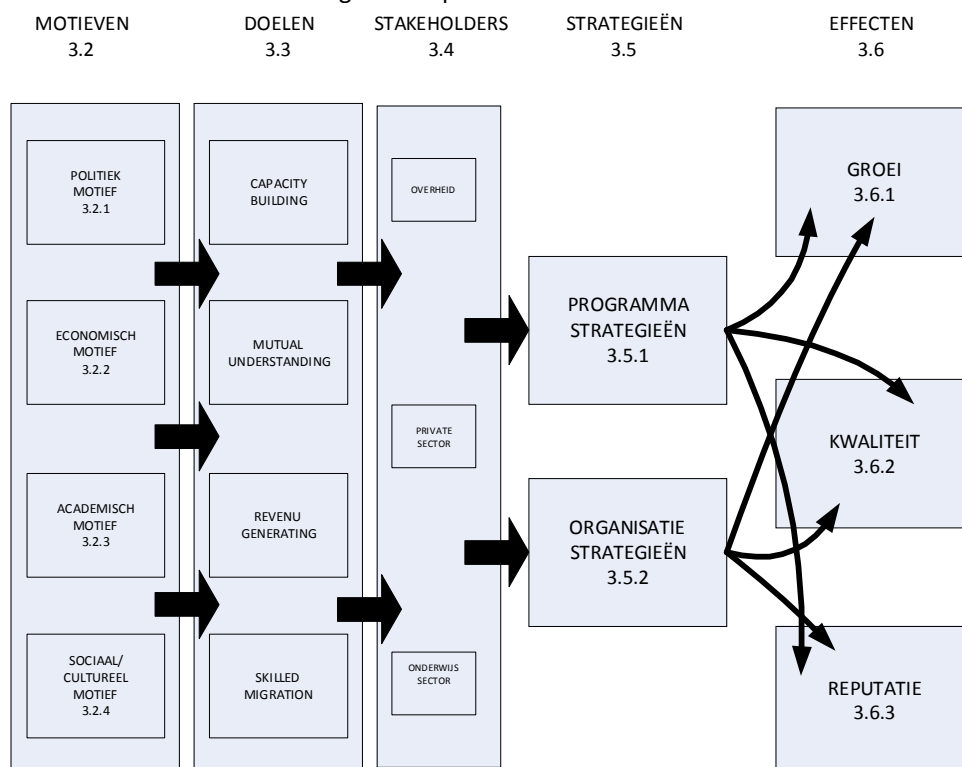 MOTIEVEN
3.2
DOELEN
3.3
STAKEHOLDERS
3.4
STRATEGIEËN
3.5
EFFECTEN
3.6
POLITIEK
MOTIEF
3.2.1
ECONOMISCH
MOTIEF
3.2.2
ACADEMISCH
MOTIEF
3.2.3
SOCIAAL/
CULTUREEL
MOTIEF
3.2.4
CAPACITY
BUILDING
MUTUAL
UNDERSTANDING
REVENU
GENERATING
SKILLED
MIGRATION
OVERHEID
PRIVATE
SECTOR
ONDERWIJS
SECTOR
PROGRAMMA
STRATEGIEËN
3.5.1
ORGANISATIE
STRATEGIEËN
3.5.2
GROEI
3.6.1
KWALITEIT
3.6.2
REPUTATIE
3.6.3